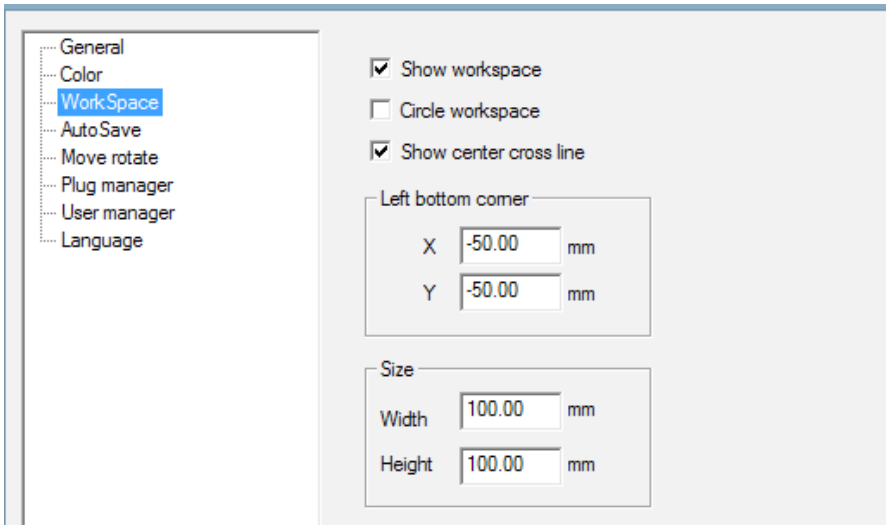 General
Color
WorkSpace
AutoSave
Move rotate
Plug manager
User manager
Language
Show workspace
Circle workspace
Show center cross line
Left bottom corner
X -50.00 mm
Y -50.00 mm
Size
Width 100.00 mm
Height 100.00 mm